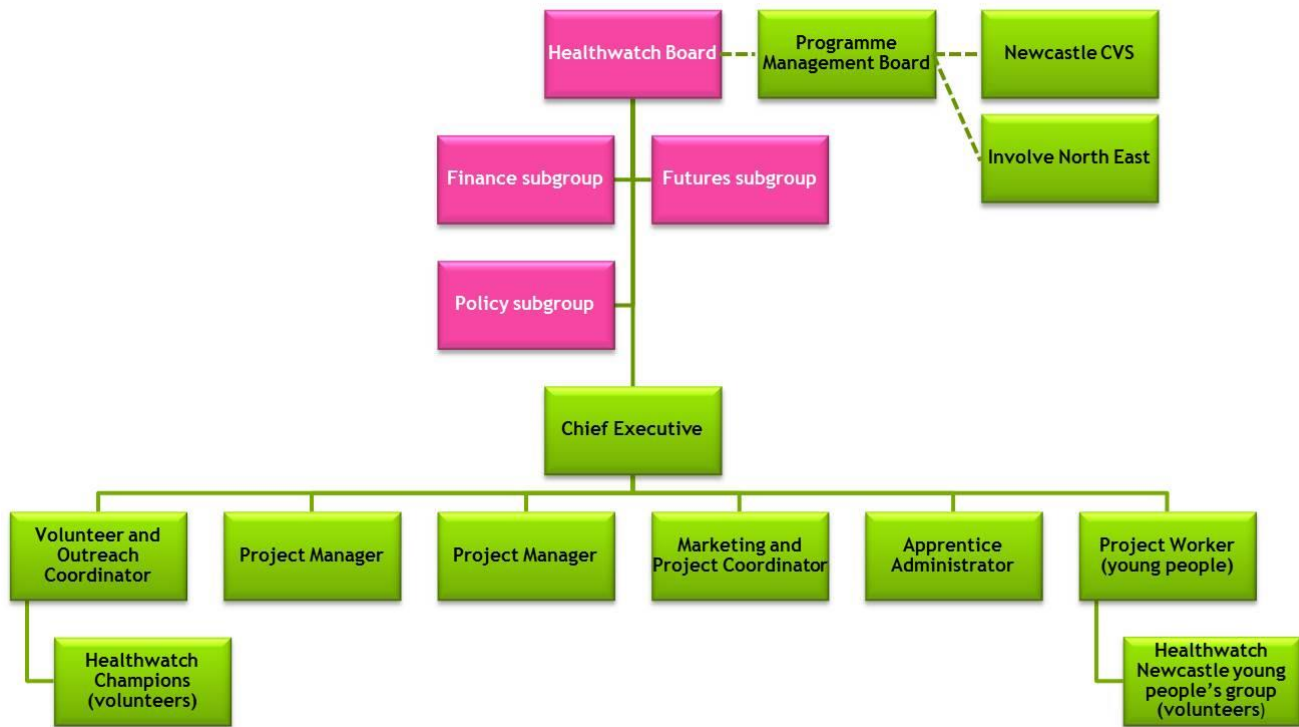 Healthwatch Board
Programme
Management Board
Newcastle CVS
Involve North East
Finance subgroup
Futures subgroup
Policy subgroup
Chief Executive
Volunteer and
Outreach
Coordinator
Project Manager
Project Manager
Marketing and
Project Coordinator
Apprentice
Administrator
Project Worker
(young people)
Healthwatch
Champions
(volunteers)
Healthwatch
Newcastle young
people’s group
(volunteers)